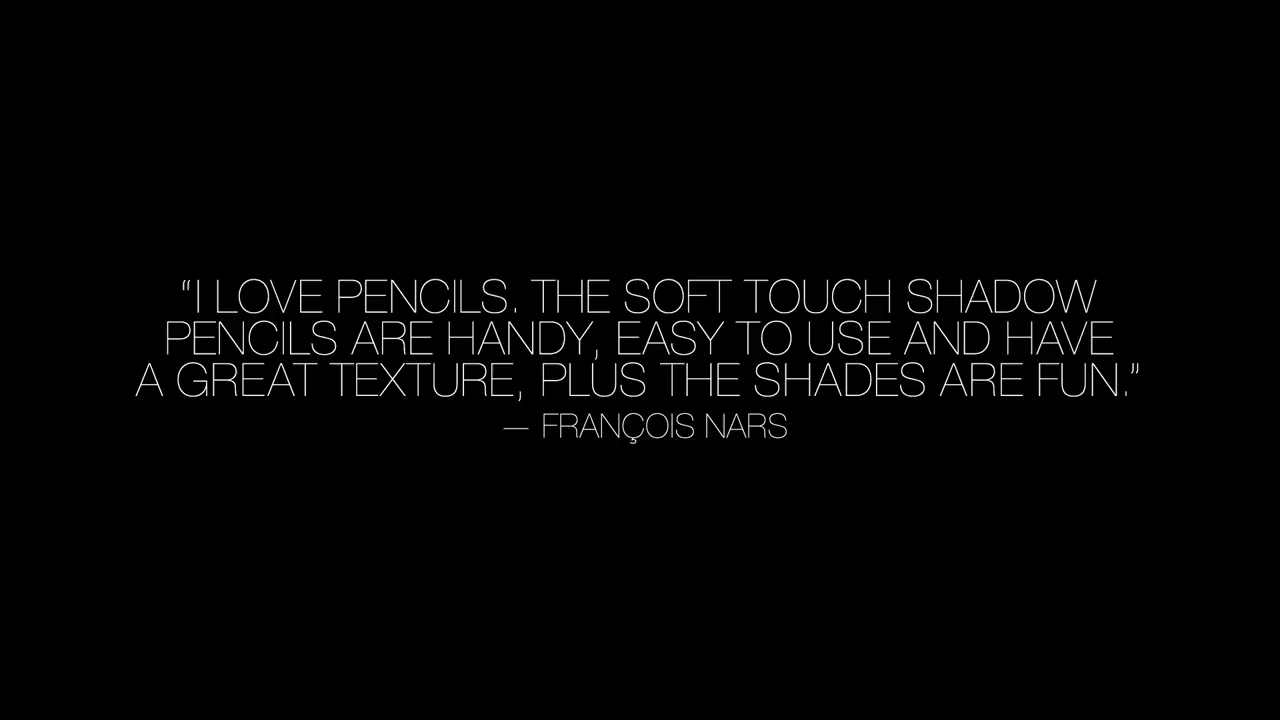 “I LOVE PENCILS. THE SOFT TOUCH SHADOW
PENCILS ARE HANDY, EASY TO USE AND HAVE
A GREAT TEXTURE, PLUS THE SHADES ARE FUN.”
— FRANÇOIS NARS